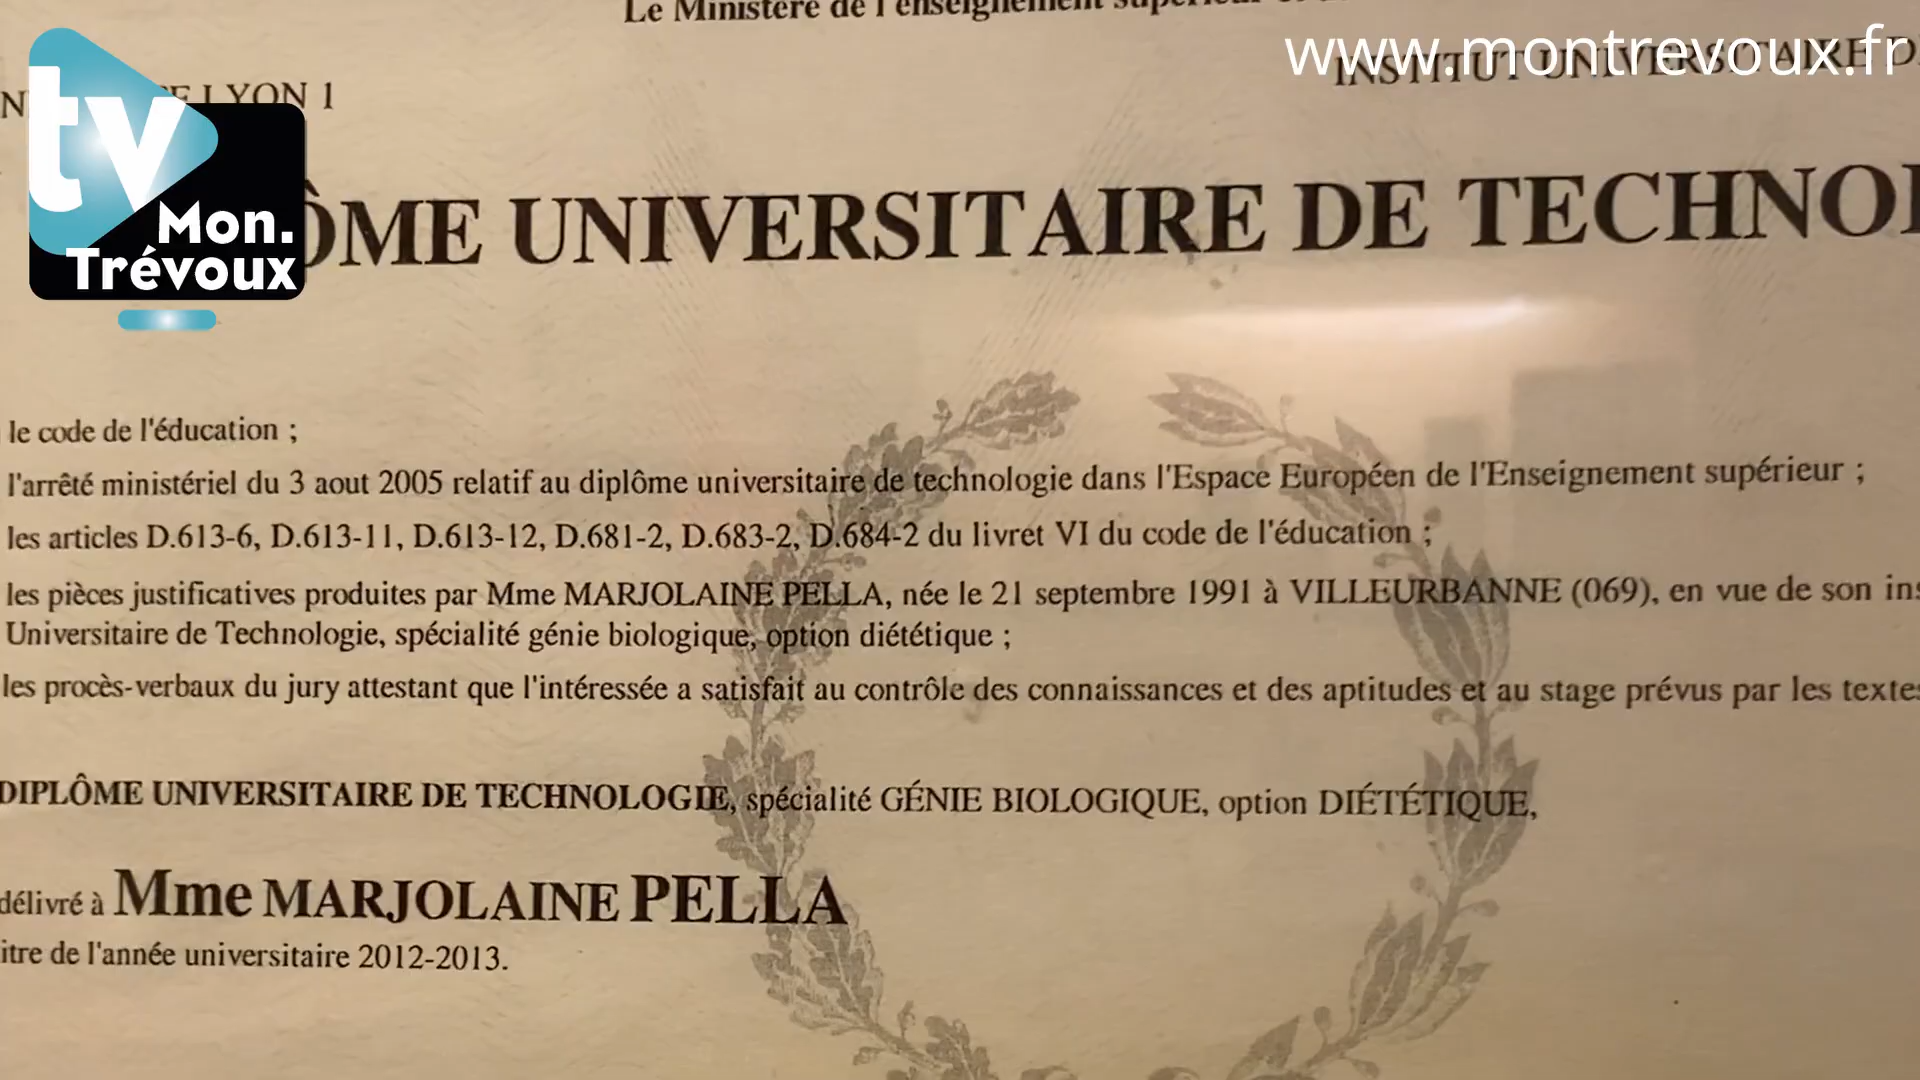 Le Ministère de l'enseignement supérieur
www.montrevoux.fr
LYON 1
INSTITUT UNIVERSITAIRE
tv
Mon.
Trévoux
ÔME UNIVERSITAIRE DE TECHNOL
le code de l'éducation ;
l'arrêté ministériel du 3 aout 2005 relatif au diplôme universitaire de technologie dans l'Espace Européen de l'Enseignement supérieur ;
les articles D.613-6, D.613-11, D.613-12, D.681-2, D.683-2, D.684-2 du livret VI du code de l'éducation ;
les pièces justificatives produites par Mme MARJOLAINE PELLA, née le 21 septembre 1991 à VILLEURBANNE (069), en vue de son ins
Universitaire de Technologie, spécialité génie biologique, option diététique ;
les procès-verbaux du jury attestant que l'intéressée a satisfait au contrôle des connaissances et des aptitudes et au stage prévus par les textes
DIPLÔME UNIVERSITAIRE DE TECHNOLOGIE, spécialité GÉNIE BIOLOGIQUE, option DIÉTÉTIQUE,
délivré à Mme MARJOLAINE PELLA
itre de l'année universitaire 2012-2013.